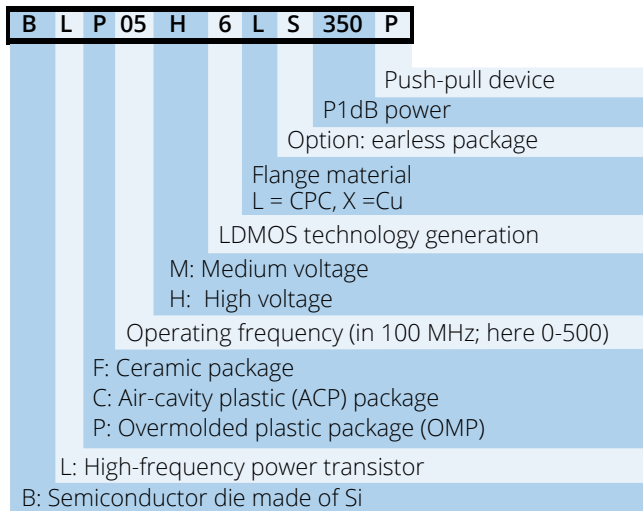 B L P 05 H 6 L S 350 P
Push-pull device
P1dB power
Option: earless package
Flange material
L = CPC, X =Cu
LDMOS technology generation
M: Medium voltage
H: High voltage
Operating frequency (in 100 MHz; here 0-500)
F: Ceramic package
C: Air-cavity plastic (ACP) package
P: Overmolded plastic package (OMP)
L: High-frequency power transistor
B: Semiconductor die made of Si